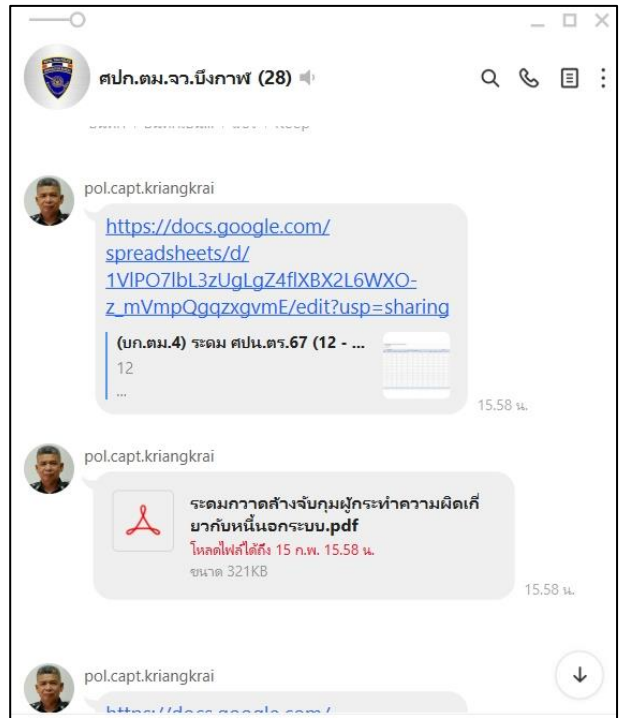 ศปก.ตม.จว.บึงกาฬ (28)
pol.capt.kriangkrai
https://docs.google.com/
spreadsheets/d/
1VlPO7lbL3zUgLgZ4flXBX2L6WXO-
z_mVmpQgqzxgvmE/edit?usp=sharing
(บก.ตม.4) ระดม ศปน.ตร.67 (12 - ...
12
...
15.58 น.
pol.capt.kriangkrai
ระดมกวาดล้างจับกุมผู้กระทำความผิดเกี่
ยวกับหนี้นอกระบบ.pdf
โหลดไฟล์ได้ถึง 15 ก.พ. 15.58 น.
ขนาด 321KB
15.58 น.
pol.capt.kriangkrai
https://docs.google.com/